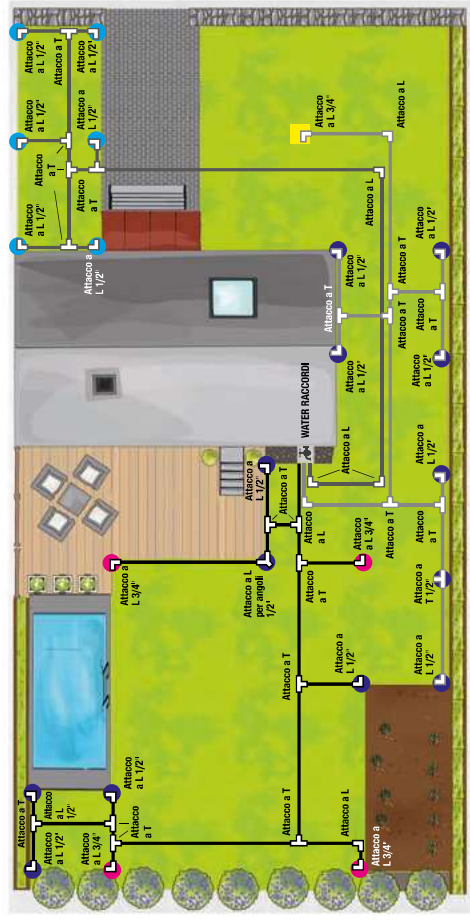 Attacco a T
Attacco
a L 1/2'
Attacco
a L
1/2'
Attacco
a L 3/4'
Attacco
a L 1/2'
Attacco
a T
Attacco a
L 3/4"
Attacco a L
per angoli
1/2'
Attacco a
L 1/2'
Attacco a T
Attacco
a L
WATER RACCORDI
Attacco
a L 1/2"
Attacco
a T
Attacco
a L 1/2'
Attacco
a L 1/2"
Attacco a T
Attacco
a L 1/2'
Attacco a
L 1/2'
Attacco
a T
Attacco
a L 1/2"
Attacco
a L 3/4"
Attacco a L
Attacco a L
Attacco a T
Attacco
a L 1/2'
Attacco
a L 1/2"
Attacco a T
Attacco a T
Attacco
a L 1/2'
Attacco
a T
Attacco
a L 1/2'
Attacco a L
Attacco a T
Attacco a T
Attacco
a T
Attacco
a L 3/4'
Attacco a
L 1/2"
Attacco a L
Attacco a
L 3/4'
Attacco a T
Attacco
a L 1/2'
Attacco
a T
Attacco a
T 1/2"
Attacco
a L 1/2"